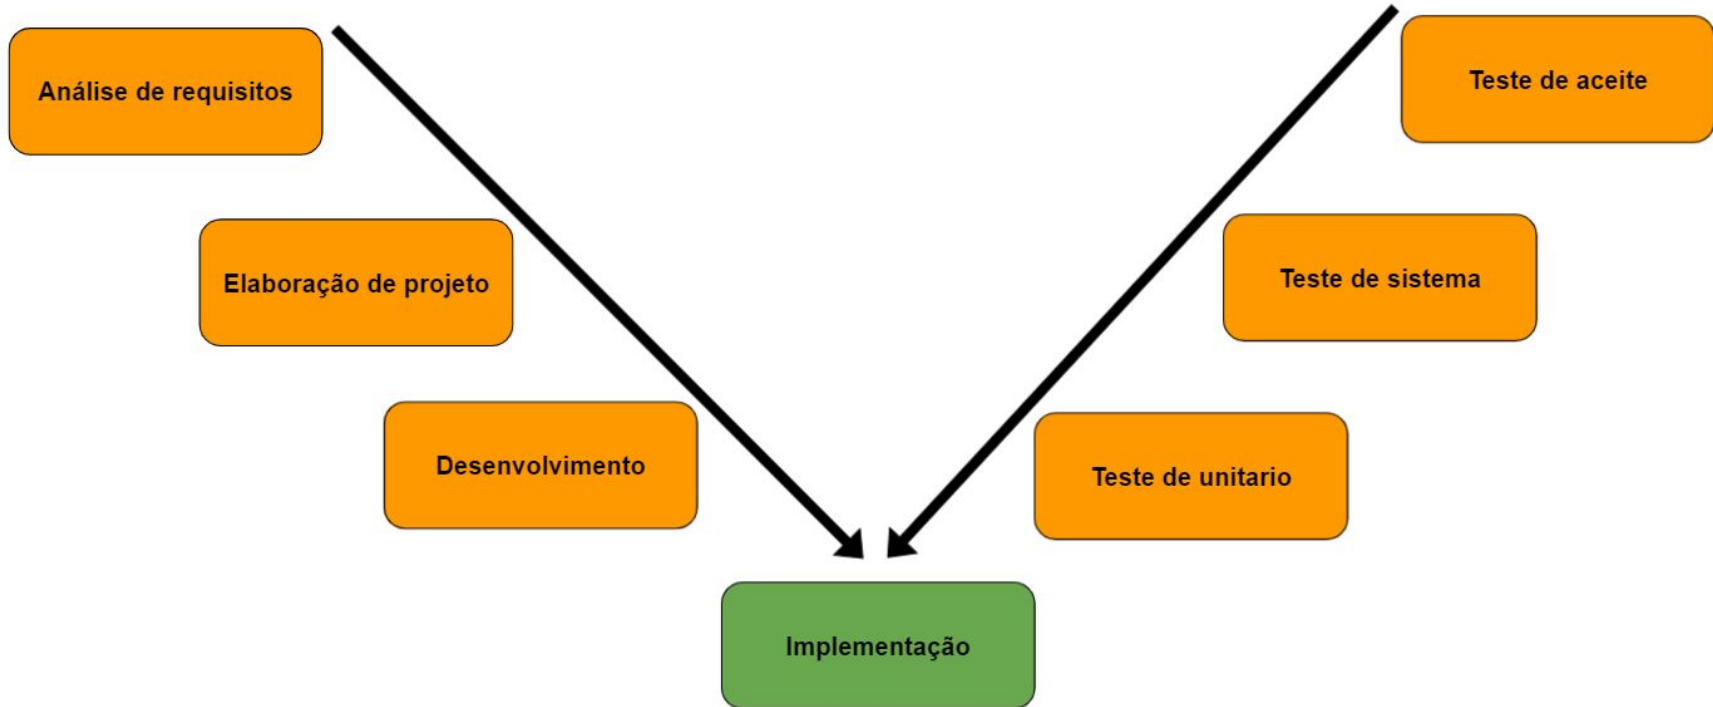 Análise de requisitos
Teste de aceite
Elaboração de projeto
Teste de sistema
Desenvolvimento
Teste de unitario
Implementação